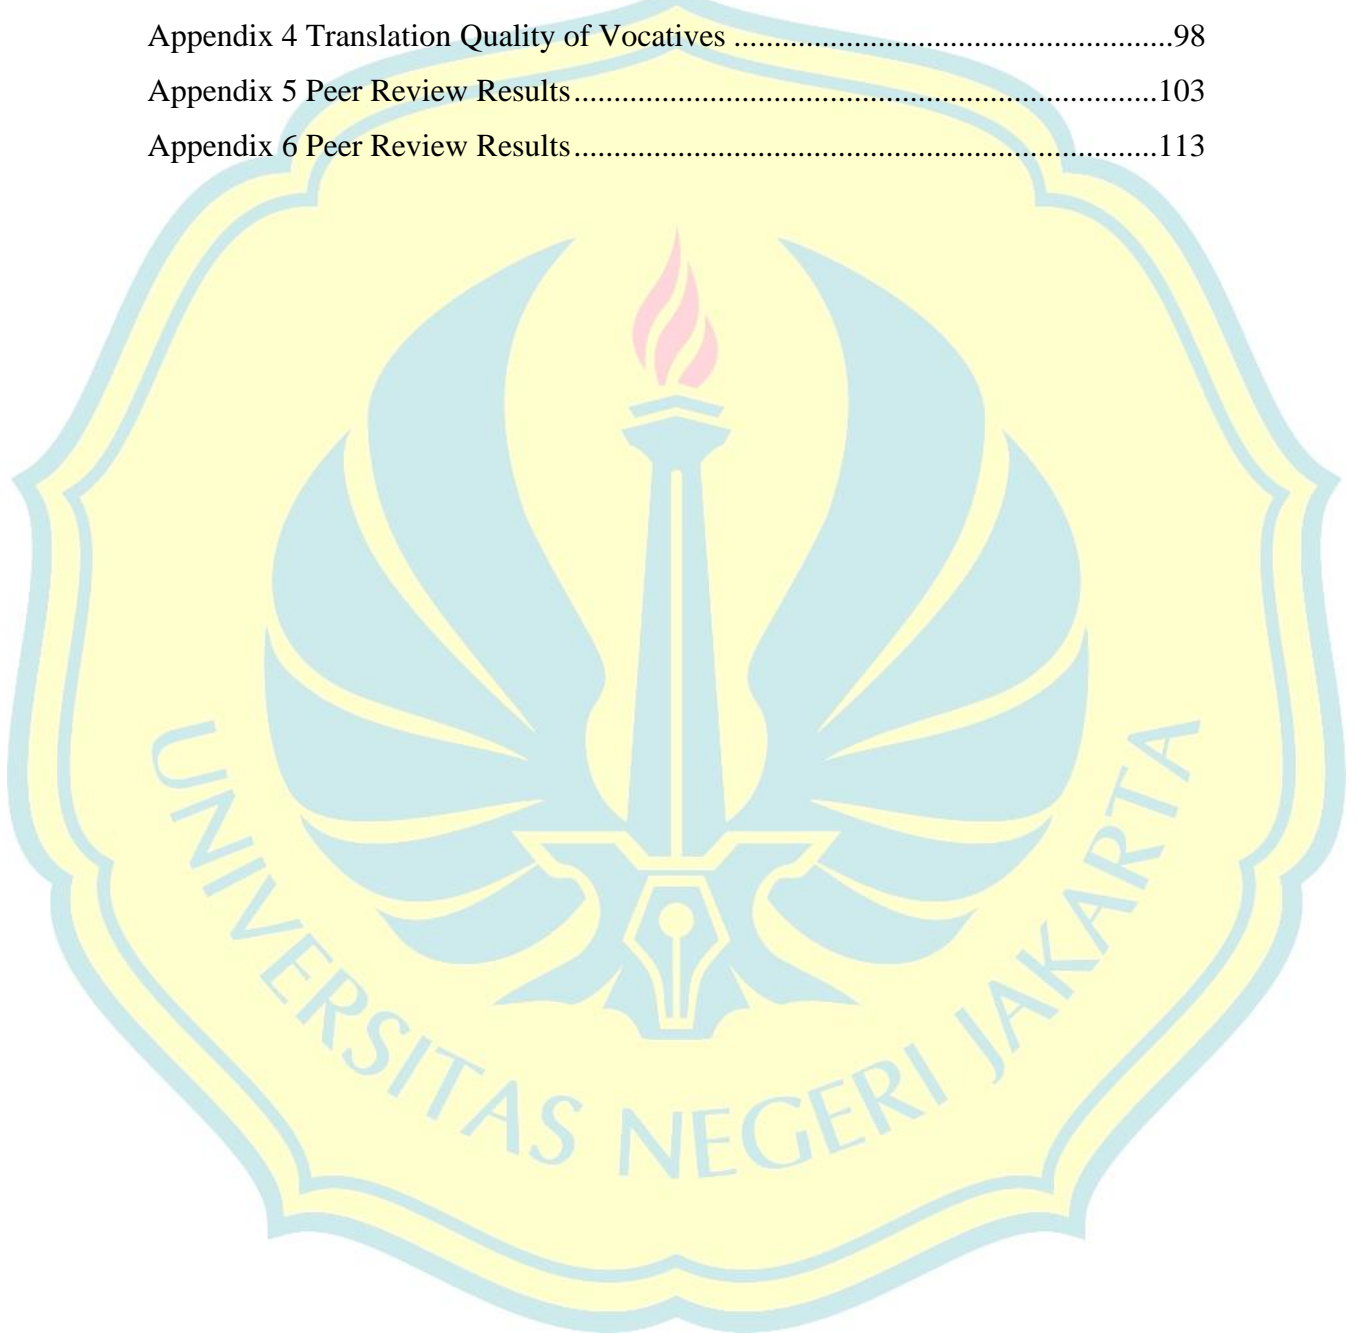 Appendix 4 Translation Quality of Vocatives .......................................................98
Appendix 5 Peer Review Results.........................................................................103
Appendix 6 Peer Review Results.........................................................................113
UNIVERSITAS NEGERI JAKARTA